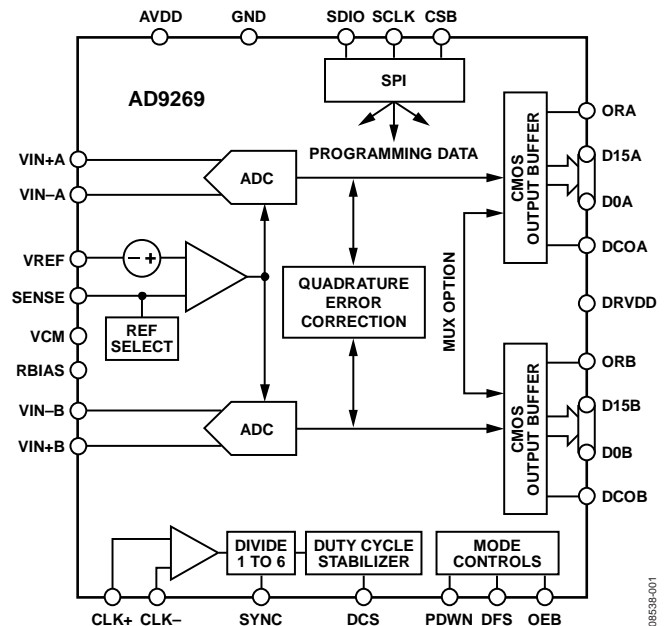 AVDD GND SDIO SCLK CSB
SPI
AD9269
PROGRAMMING DATA
VIN+A
VIN–A
ADC
VREF
– +
SENSE
REF
SELECT
VCM
RBIAS
VIN–B
VIN+B
ADC
QUADRATURE
ERROR
CORRECTION
MUX OPTION
CMOS
OUTPUT BUFFER
ORA
D15A
D0A
DCOA
DRVDD
CMOS
OUTPUT BUFFER
ORB
D15B
D0B
DCOB
DIVIDE
1 TO 6
DUTY CYCLE
STABILIZER
MODE
CONTROLS
CLK+ CLK– SYNC DCS PDWN DFS OEB
08538-001